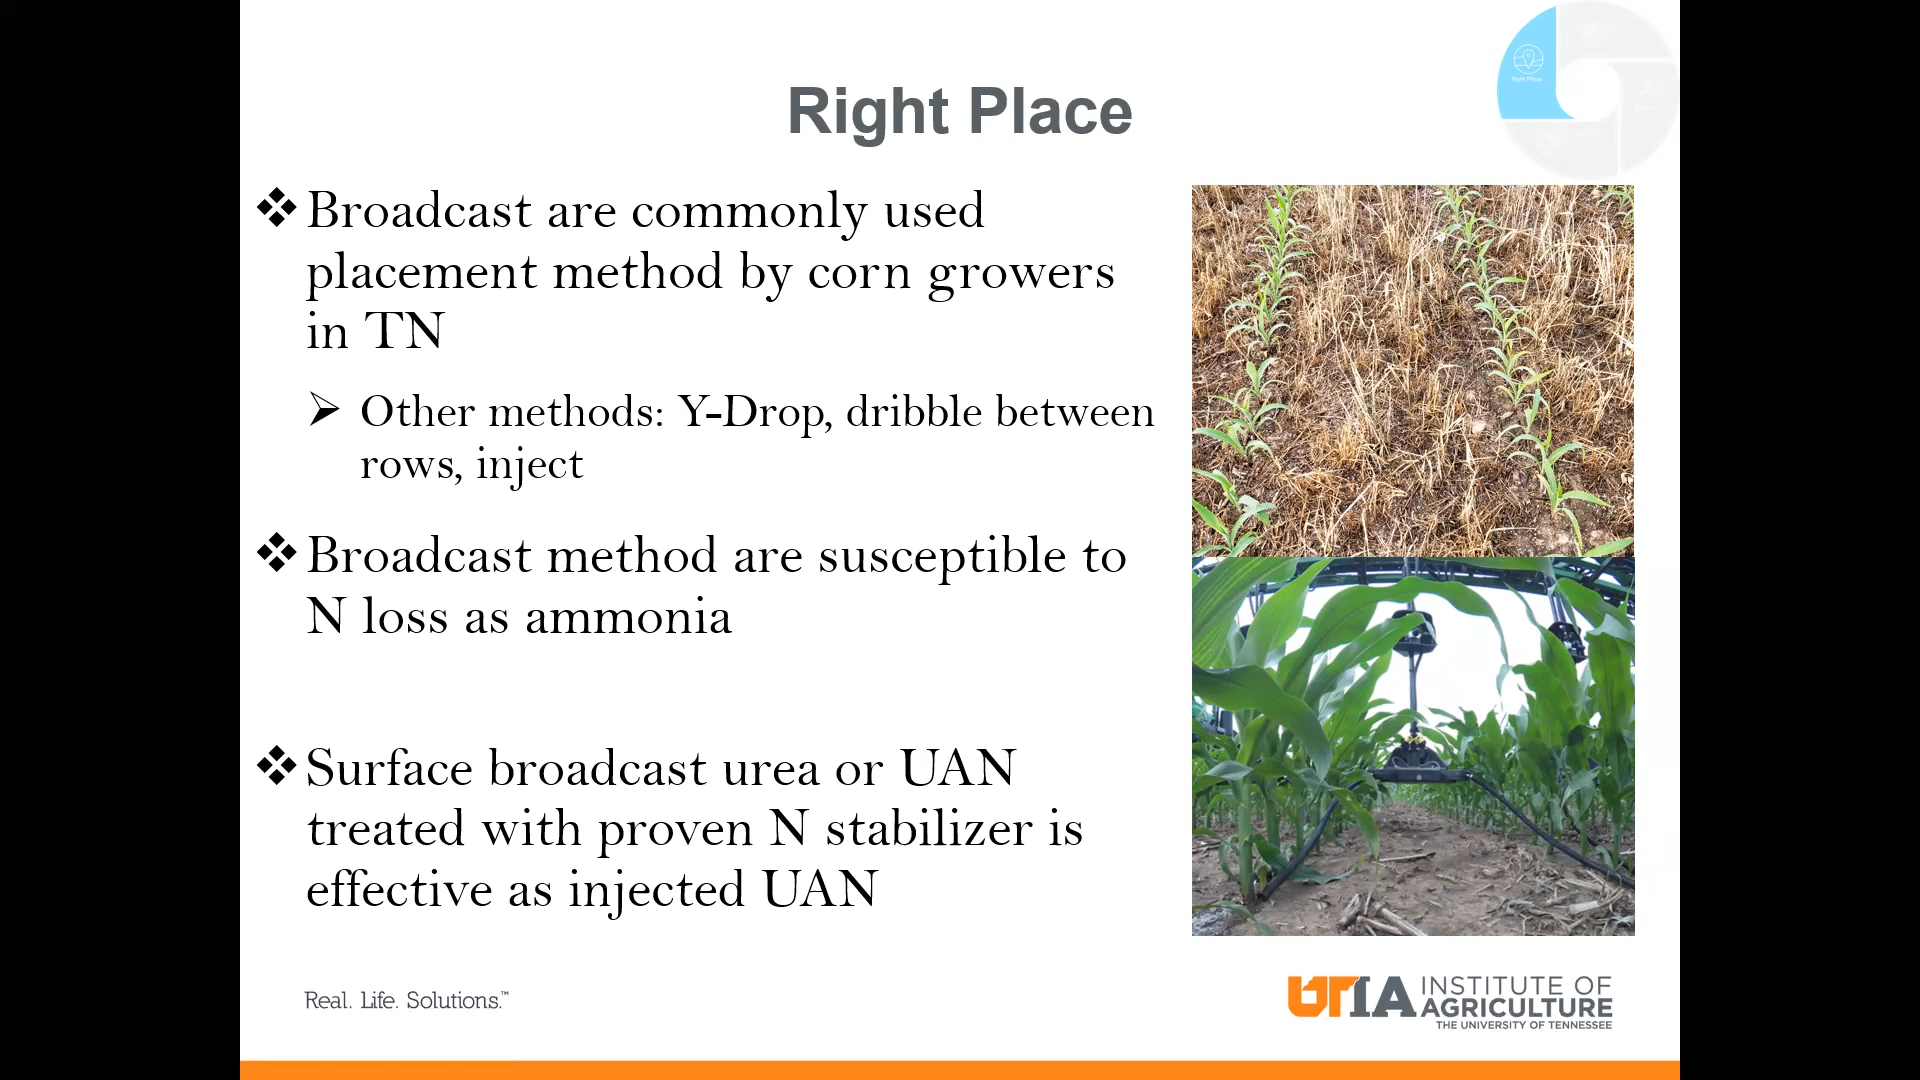 Right Place
Right Place
Broadcast are commonly used
placement method by corn growers
in TN
Other methods: Y-Drop, dribble between
rows, inject
Broadcast method are susceptible to
N loss as ammonia
Surface broadcast urea or UAN
treated with proven N stabilizer is
effective as injected UAN
Real. Life. Solutions.™
UTIA INSTITUTE OF
AGRICULTURE
THE UNIVERSITY OF TENNESSEE